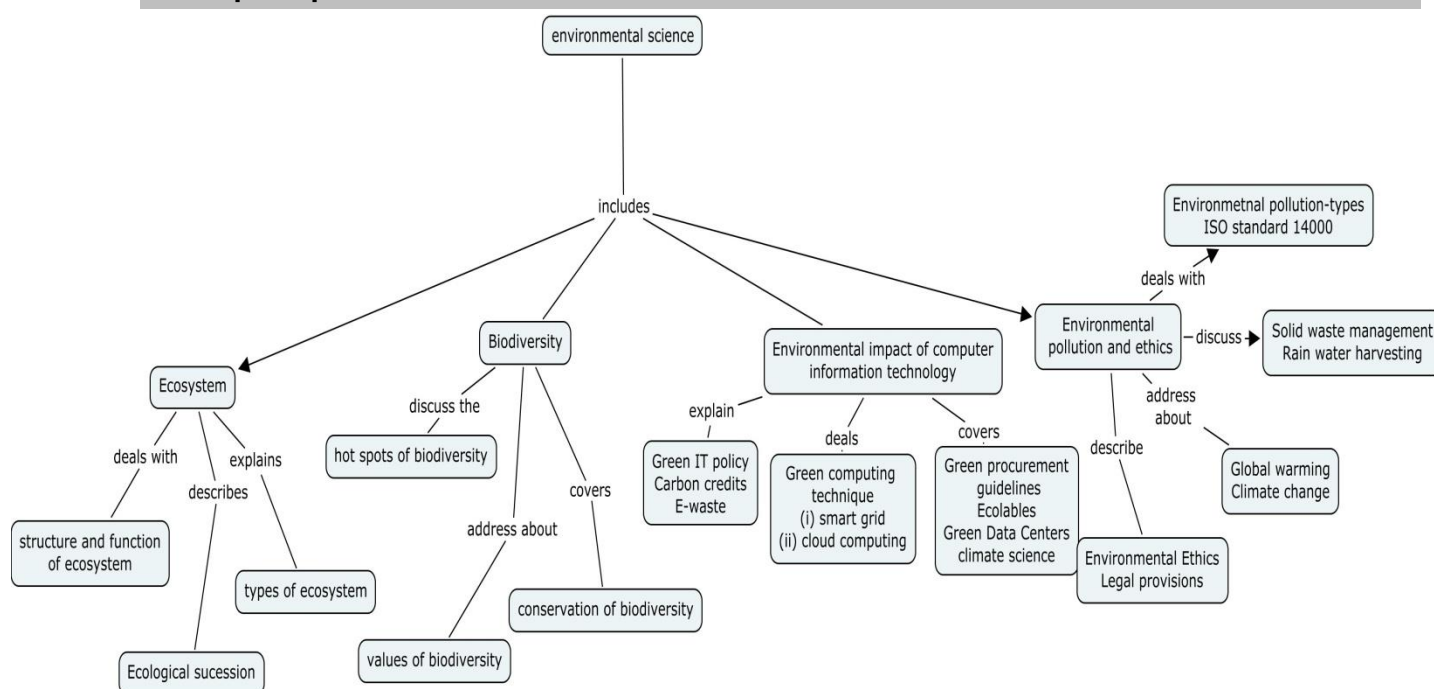 environmental science
includes
Environmetnal pollution-types
ISO standard 14000
deals with
Environmental
pollution and ethics
discuss
Solid waste management
Rain water harvesting
address
about
Global warming
Climate change
describe
Environmental Ethics
Legal provisions
Environmental impact of computer
information technology
explain
Green IT policy
Carbon credits
E-waste
deals
Green computing
technique
(i) smart grid
(ii) cloud computing
covers
Green procurement
guidelines
Ecolables
Green Data Centers
climate science
Biodiversity
discuss the
hot spots of biodiversity
address about
values of biodiversity
covers
conservation of biodiversity
Ecosystem
deals with
structure and function
of ecosystem
describes
Ecological sucession
explains
types of ecosystem